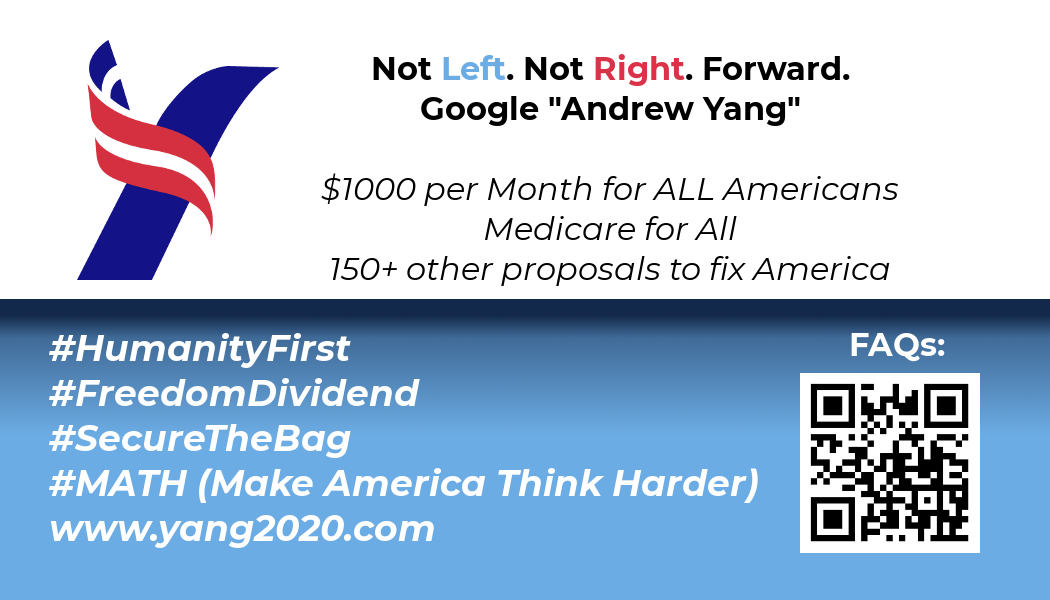 Not Left. Not Right. Forward.
Google "Andrew Yang"
$1000 per Month for ALL Americans
Medicare for All
150+ other proposals to fix America
#HumanityFirst
#FreedomDividend
#SecureTheBag
#MATH (Make America Think Harder)
www.yang2020.com
FAQs: